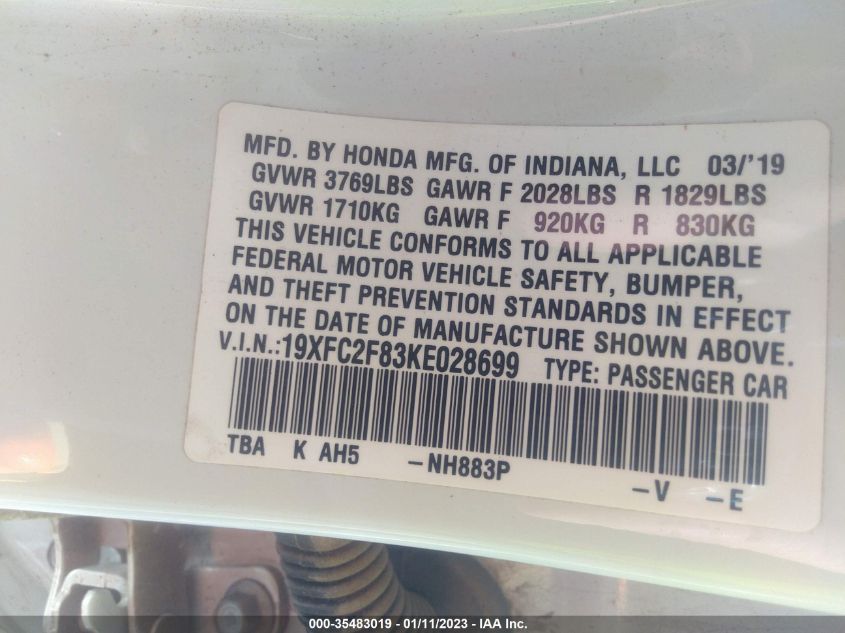 MFD. BY HONDA MFG. OF INDIANA, LLC 03/'19
GVWR 3769LBS GAWR F 2028LBS R 1829LBS
GVWR 1710KG GAWR F 920KG R 830KG
THIS VEHICLE CONFORMS TO ALL APPLICABLE
FEDERAL MOTOR VEHICLE SAFETY, BUMPER,
AND THEFT PREVENTION STANDARDS IN EFFECT
ON THE DATE OF MANUFACTURE SHOWN ABOVE.
V.I.N.:19XFC2F83KE028699 TYPE: PASSENGER CAR
TBA K AH5 -NH883P -V -E
000-35483019 - 01/11/2023 - IAA Inc.